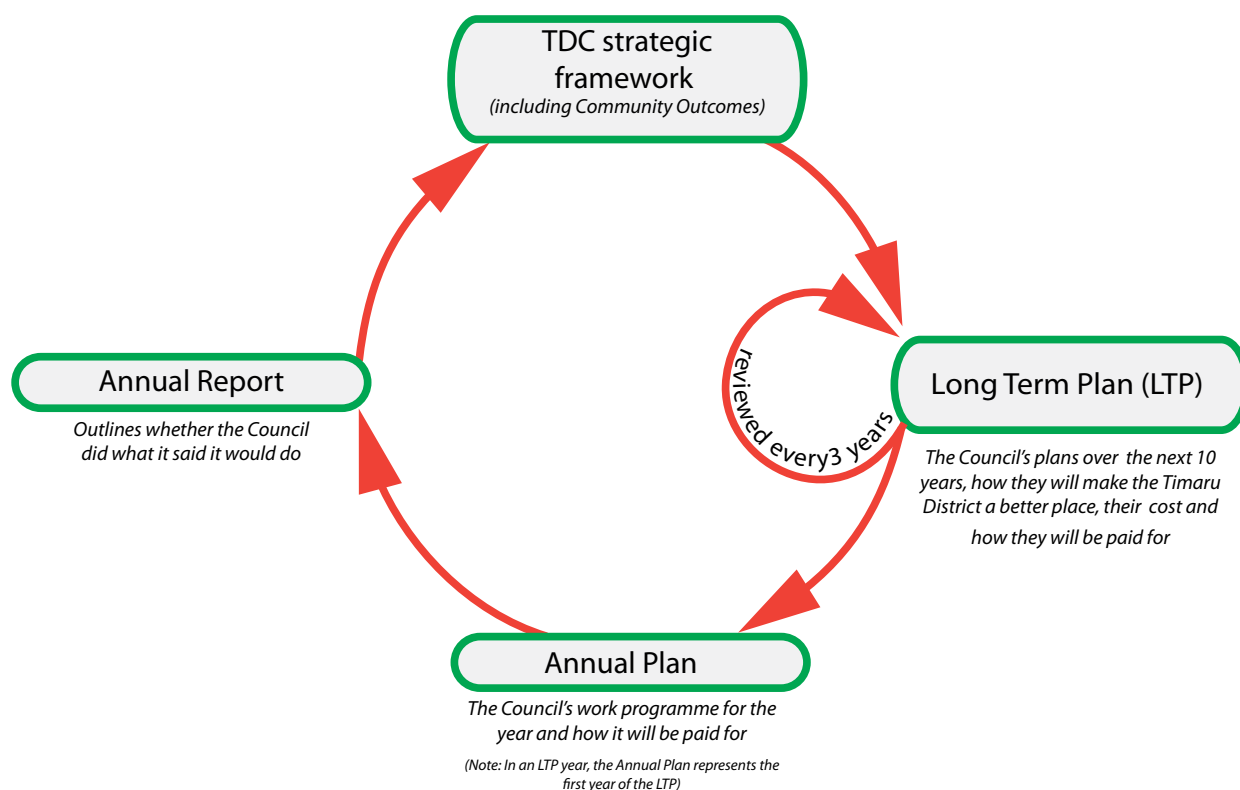 TDC strategic
framework
(including Community Outcomes)
reviewed every3 years
Long Term Plan (LTP)
The Council's plans over the next 10
years, how they will make the Timaru
District a better place, their cost and
how they will be paid for
Annual Report
Outlines whether the Council
did what it said it would do
Annual Plan
The Council's work programme for the
year and how it will be paid for
(Note: In an LTP year, the Annual Plan represents the
first year of the LTP)